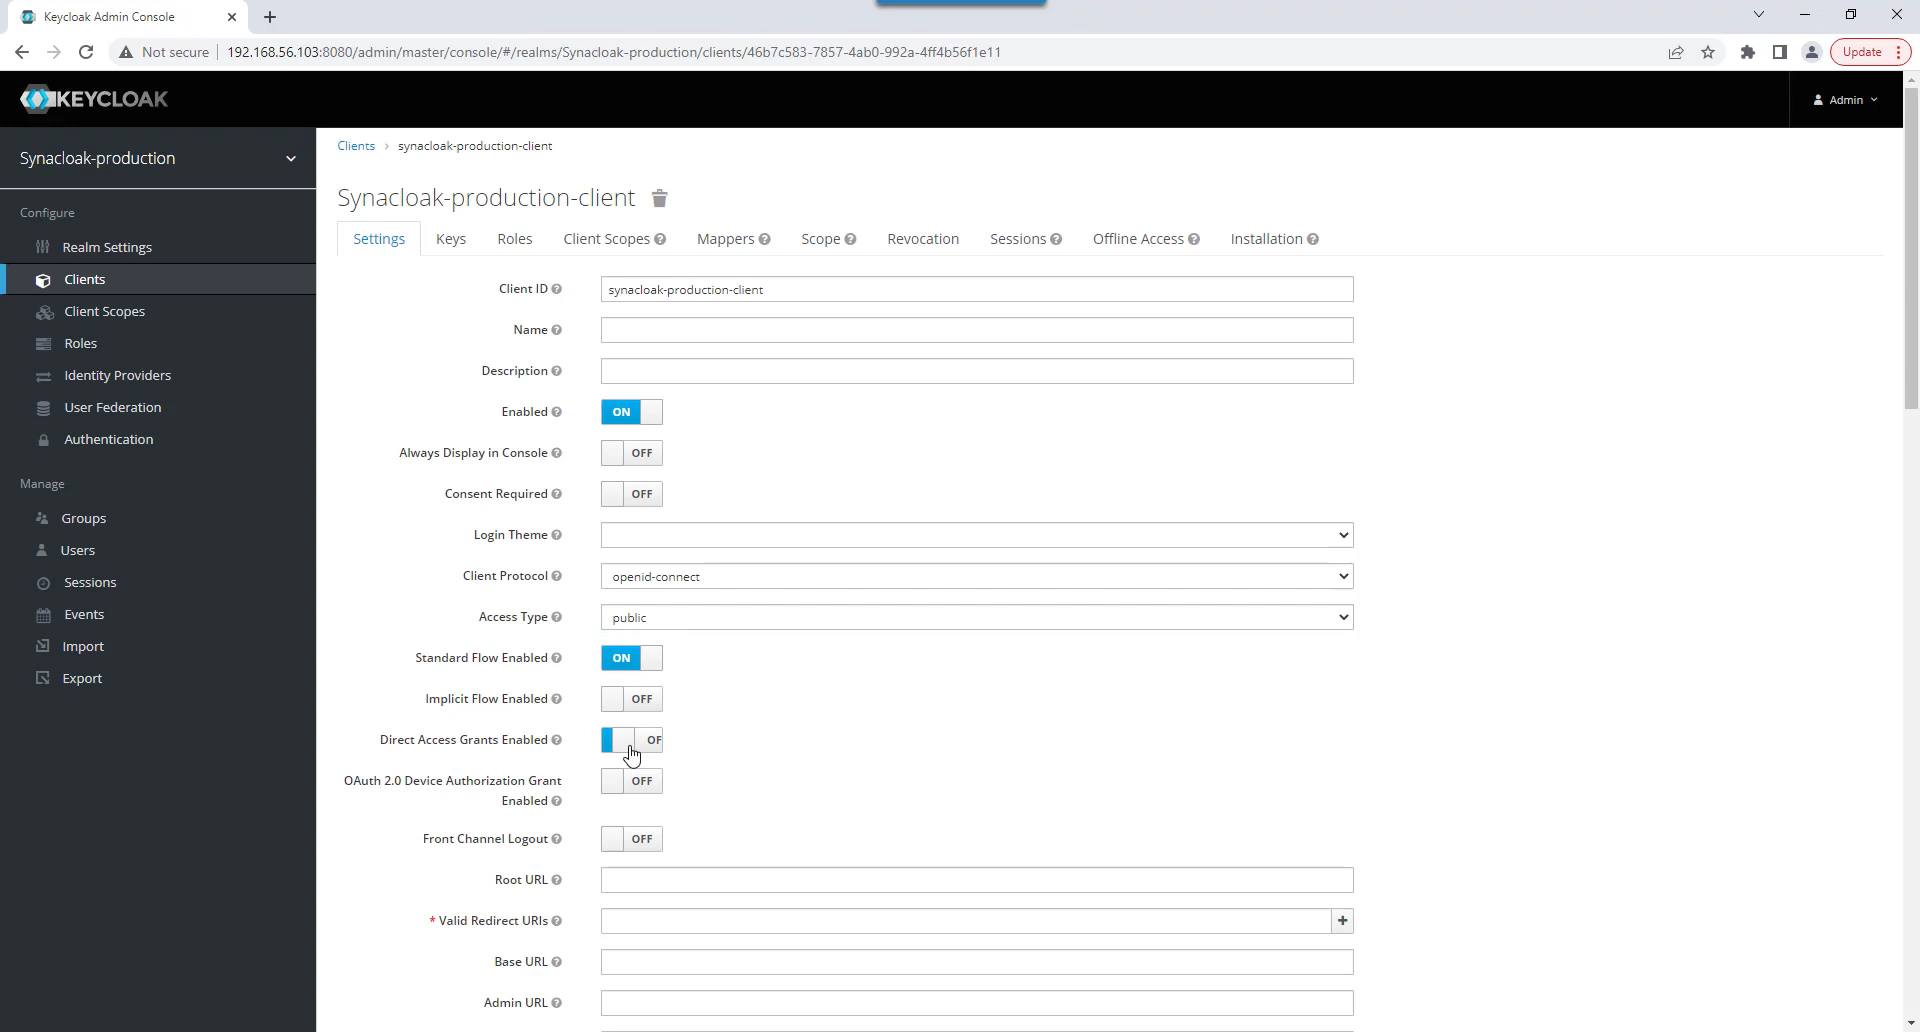 Keycloak Admin Console
Not secure
192.168.56.103:8080/admin/master/console/#/realms/Synacloak-production/clients/46b7c583-7857-4ab0-992a-4ff4b56f1e11
Update
KEYCLOAK
Admin
Synacloak-production
Configure
Realm Settings
Clients
Client Scopes
Roles
Identity Providers
User Federation
Authentication
Manage
Groups
Users
Sessions
Events
Import
Export
Clients > synacloak-production-client
Synacloak-production-client
Settings Keys Roles Client Scopes Mappers Scope Revocation Sessions Offline Access Installation
Client ID synacloak-production-client
Name
Description
Enabled ON
Always Display in Console OFF
Consent Required OFF
Login Theme
Client Protocol openid-connect
Access Type public
Standard Flow Enabled ON
Implicit Flow Enabled OFF
Direct Access Grants Enabled OF
OAuth 2.0 Device Authorization Grant
Enabled OFF
Front Channel Logout OFF
Root URL
* Valid Redirect URIs
Base URL
Admin URL